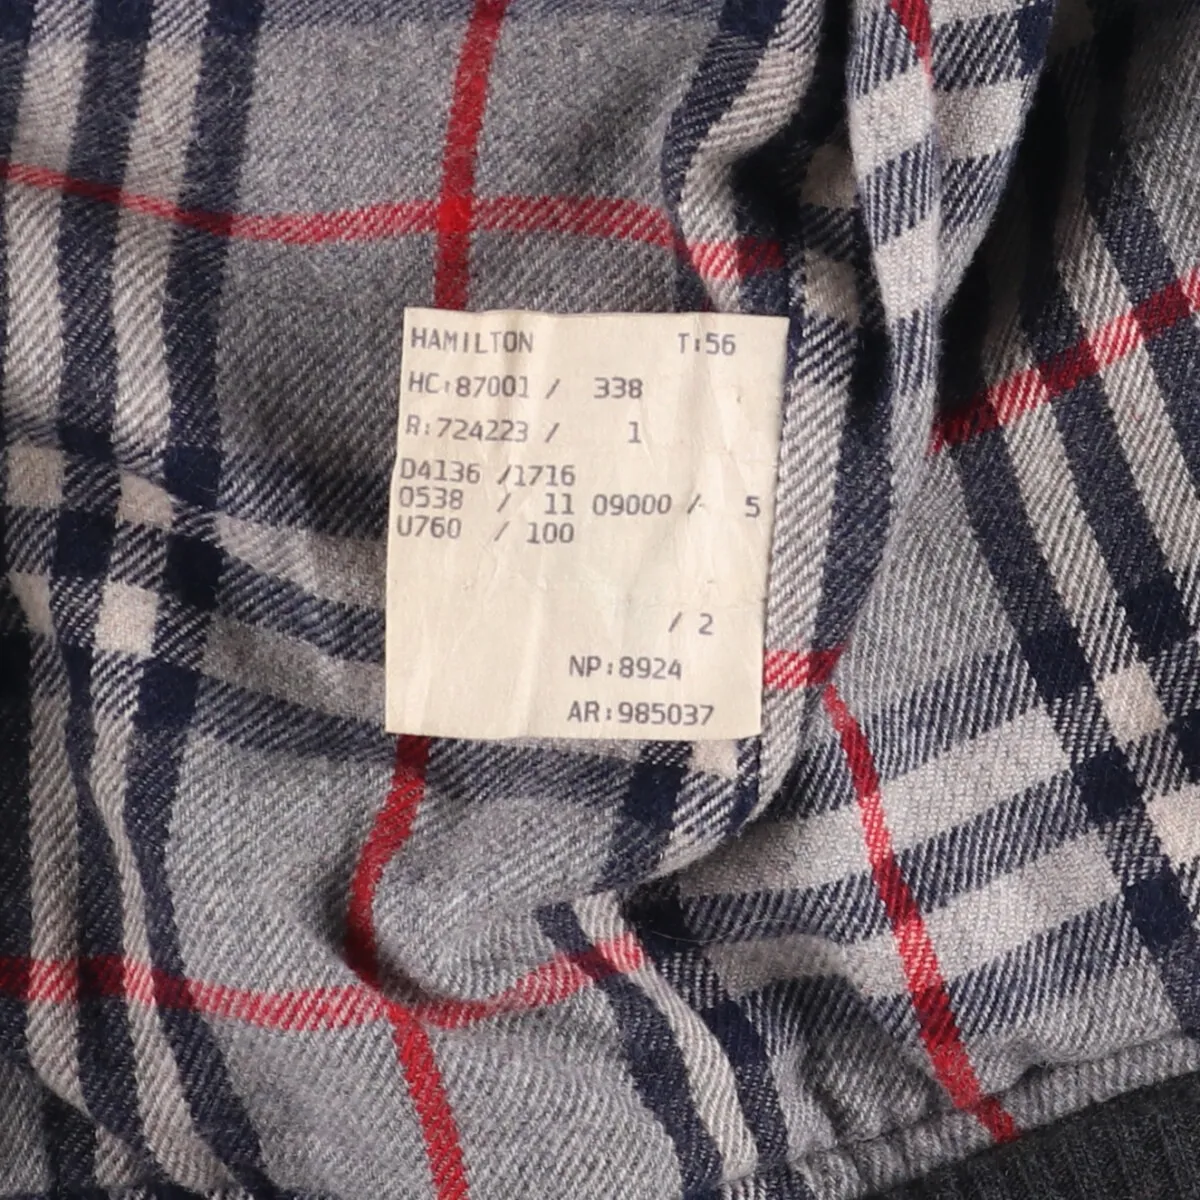 HAMILTON T:56
HC:87001 / 338
R:724223 / 1
D4136 /1716
0538 / 11 09000 / 5
U760 / 100
/ 2
NP:8924
AR:985037